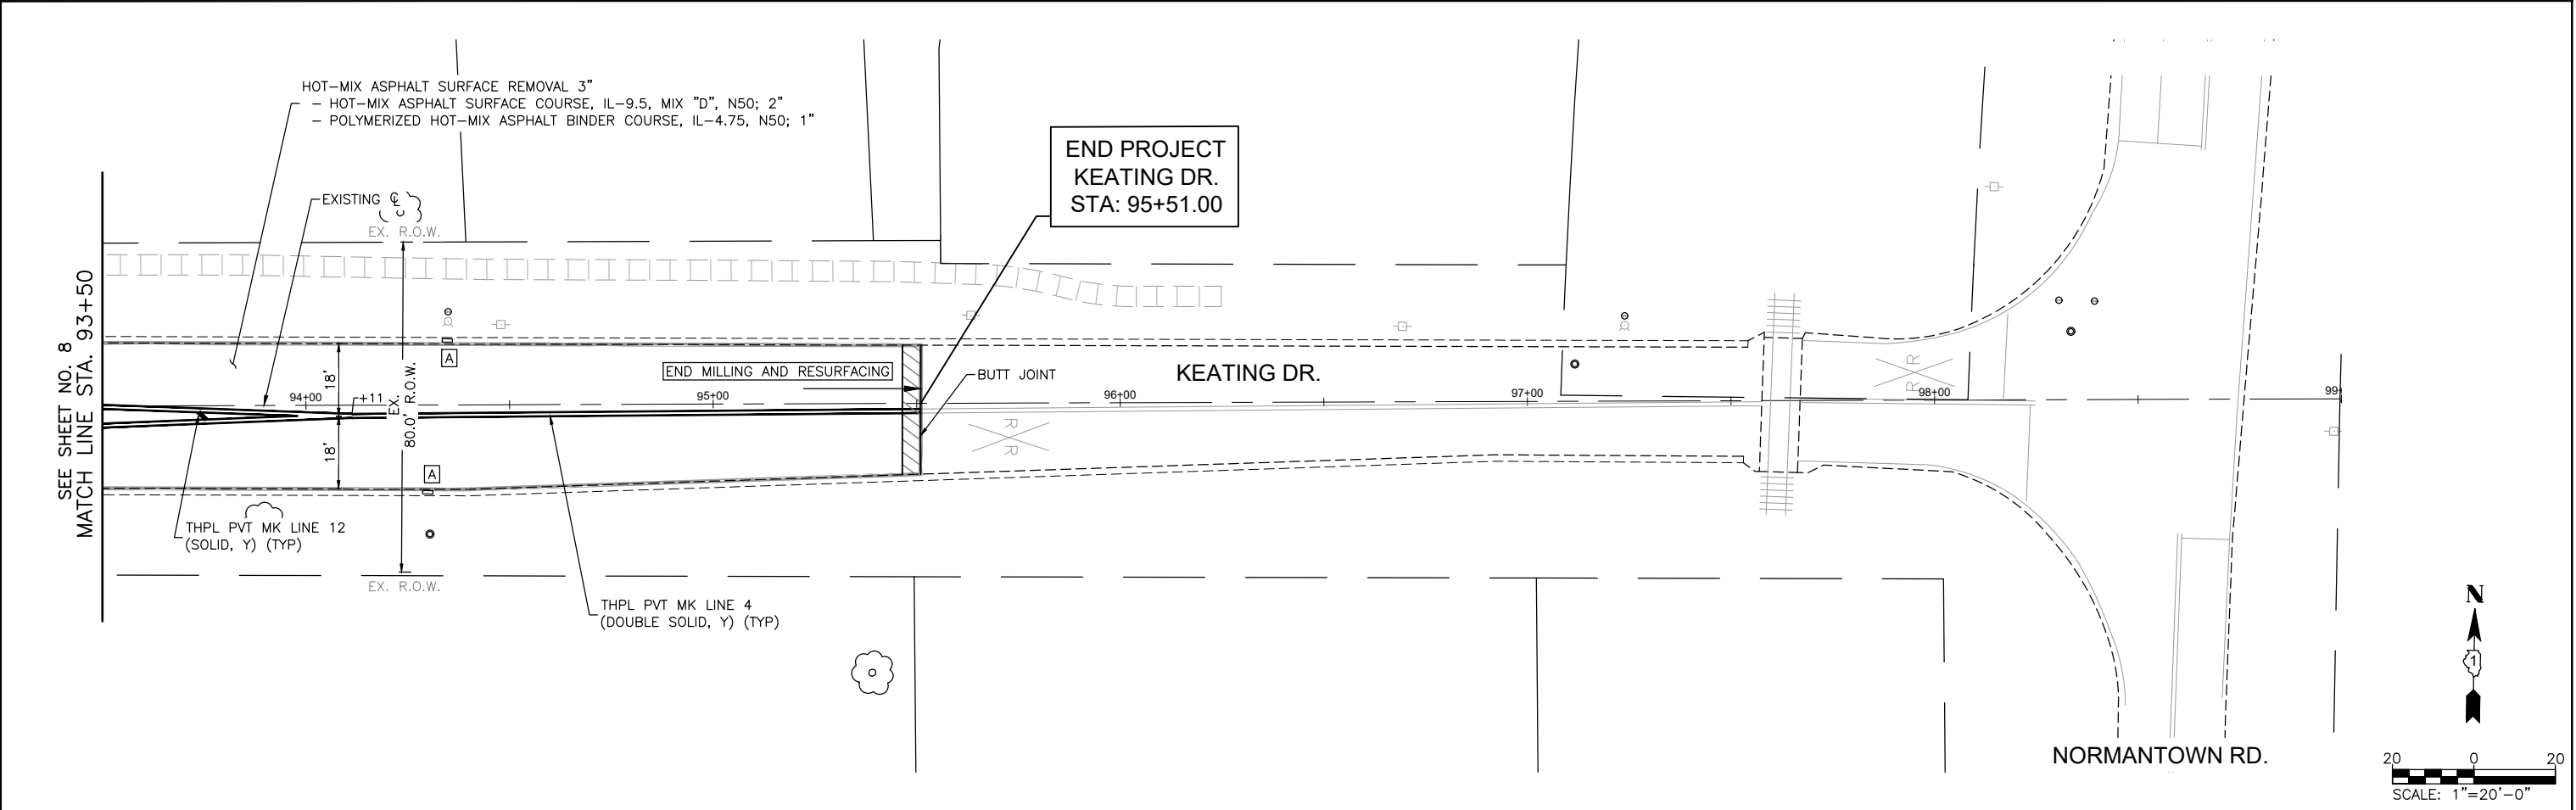 HOT-MIX ASPHALT SURFACE REMOVAL 3"
- HOT-MIX ASPHALT SURFACE COURSE, IL-9.5, MIX "D", N50; 2"
- POLYMERIZED HOT-MIX ASPHALT BINDER COURSE, IL-4.75, N50; 1"
END PROJECT
KEATING DR.
STA: 95+51.00
EXISTING ℄
EX. R.O.W.
SEE SHEET NO. 8
MATCH LINE STA. 93+50
A
18'
18'
EX.
80.0' R.O.W.
94+00
+11
END MILLING AND RESURFACING
95+00
BUTT JOINT
KEATING DR.
96+00
97+00
98+00
99
R R
R R
A
THPL PVT MK LINE 12
(SOLID, Y) (TYP)
EX. R.O.W.
THPL PVT MK LINE 4
(DOUBLE SOLID, Y) (TYP)
N
1
NORMANTOWN RD.
20 0 20
SCALE: 1"=20'-0"